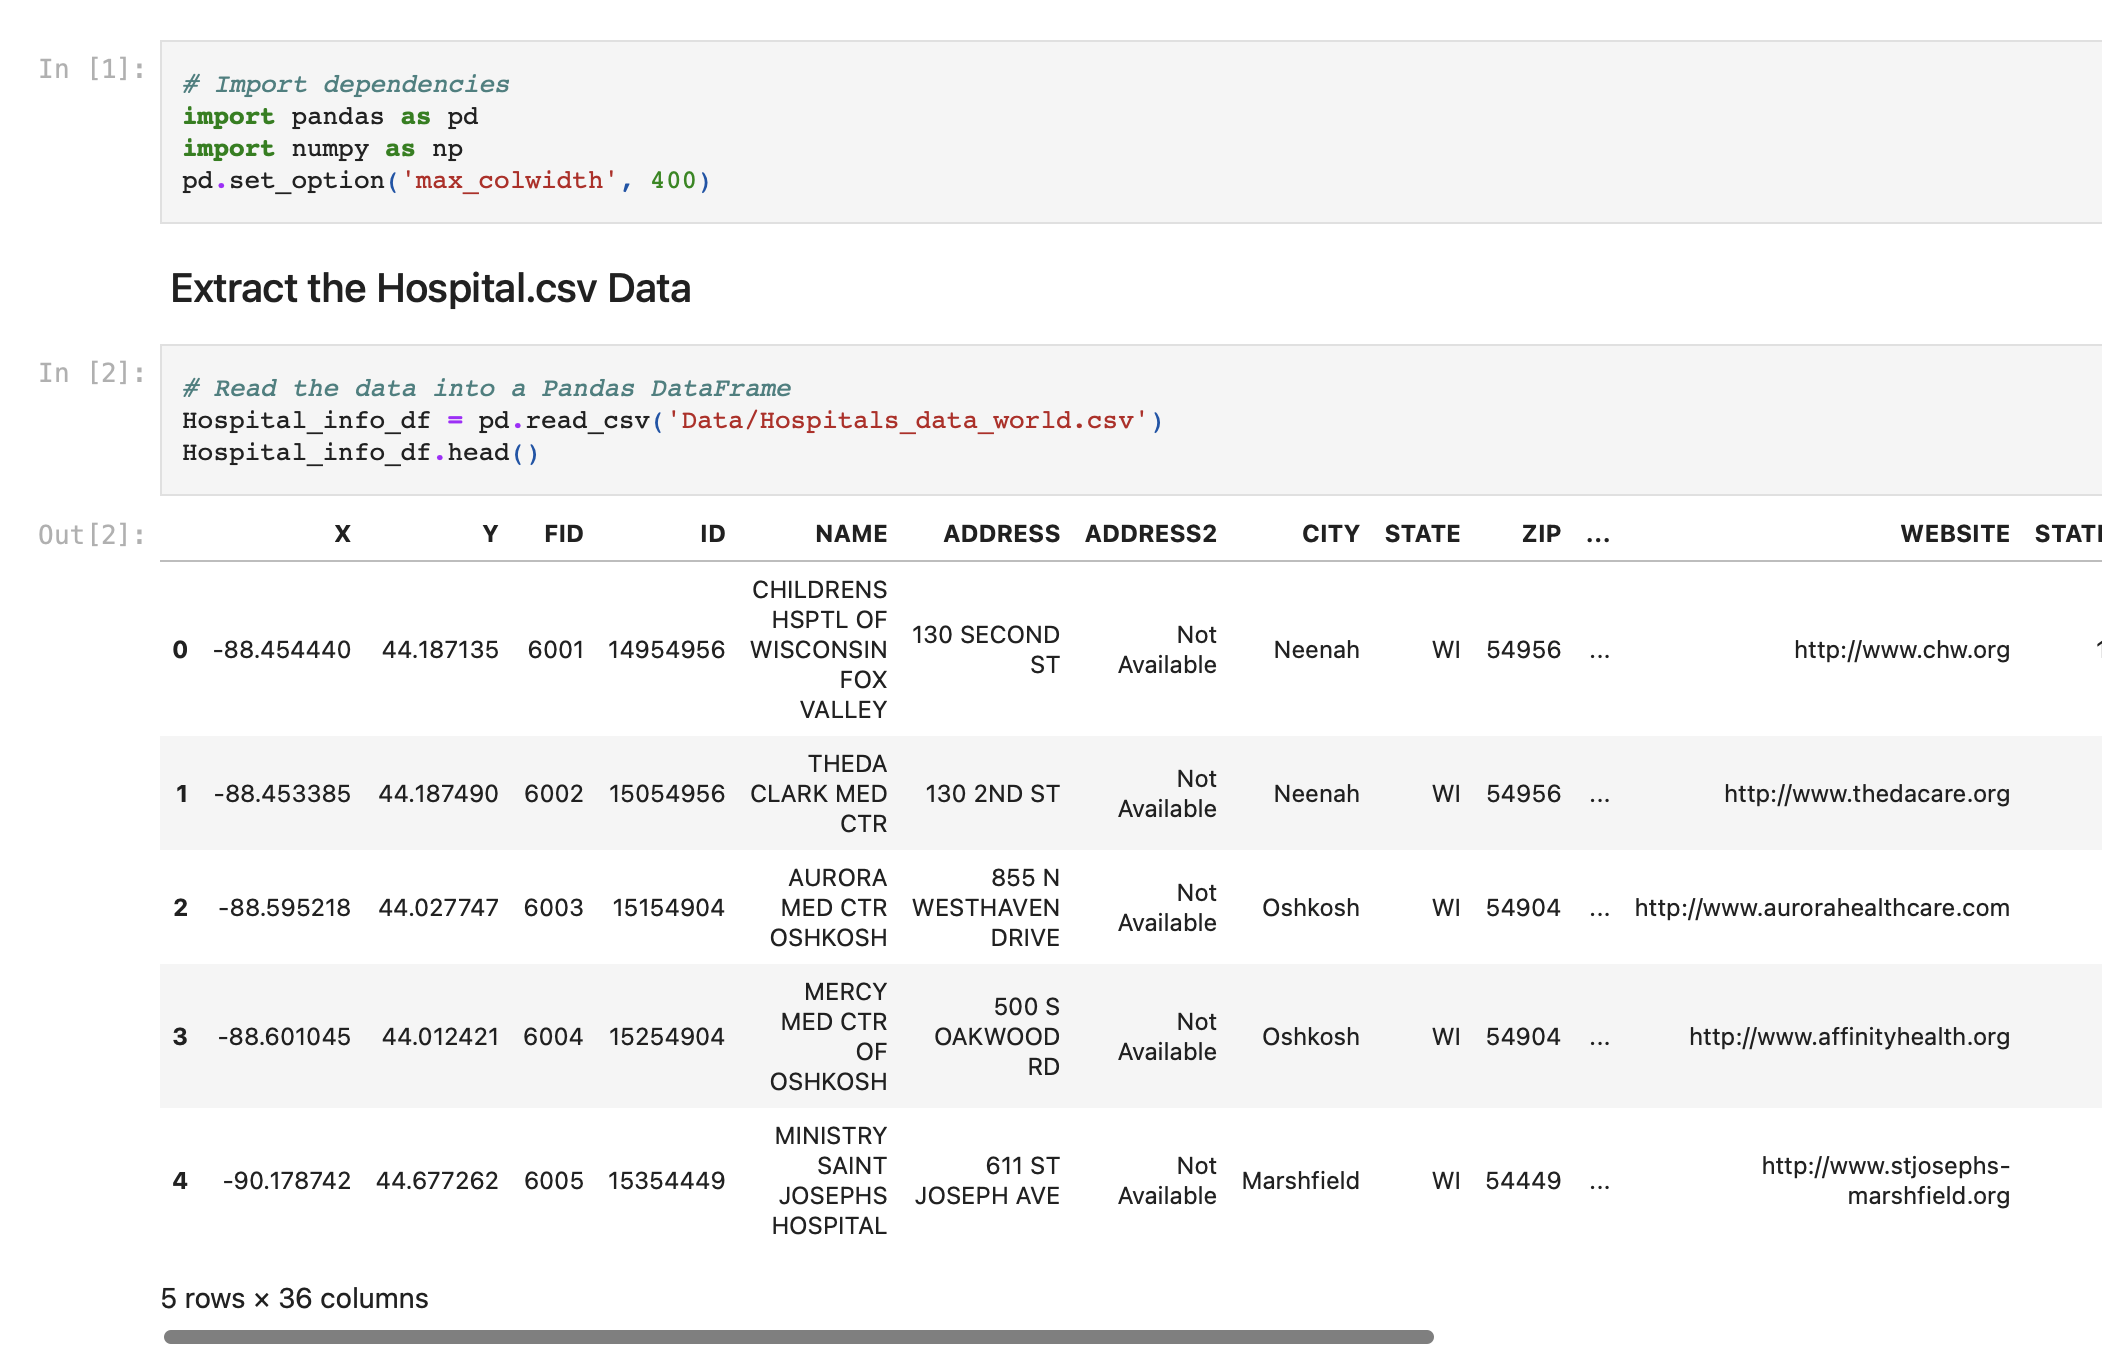 In [1]:
# Import dependencies
import pandas as pd
import numpy as np
pd.set_option('max_colwidth', 400)
Extract the Hospital.csv Data
In [2]:
# Read the data into a Pandas DataFrame
Hospital_info_df = pd.read_csv('Data/Hospitals_data_world.csv')
Hospital_info_df.head()
Out[2]:
X Y FID ID NAME ADDRESS ADDRESS2 CITY STATE ZIP ... WEBSITE
0 -88.454440 44.187135 6001 14954956 CHILDRENS HSPTL OF WISCONSIN FOX VALLEY 130 SECOND ST Not Available Neenah WI 54956 ... http://www.chw.org
1 -88.453385 44.187490 6002 15054956 THEDA CLARK MED CTR 130 2ND ST Not Available Neenah WI 54956 ... http://www.thedacare.org
2 -88.595218 44.027747 6003 15154904 AURORA MED CTR OSHKOSH 855 N WESTHAVEN DRIVE Not Available Oshkosh WI 54904 ... http://www.aurorahealthcare.com
3 -88.601045 44.012421 6004 15254904 MERCY MED CTR OF OSHKOSH 500 S OAKWOOD RD Not Available Oshkosh WI 54904 ... http://www.affinityhealth.org
4 -90.178742 44.677262 6005 15354449 MINISTRY SAINT JOSEPHS HOSPITAL 611 ST JOSEPH AVE Not Available Marshfield WI 54449 ... http://www.stjosephs-marshfield.org
5 rows × 36 columns